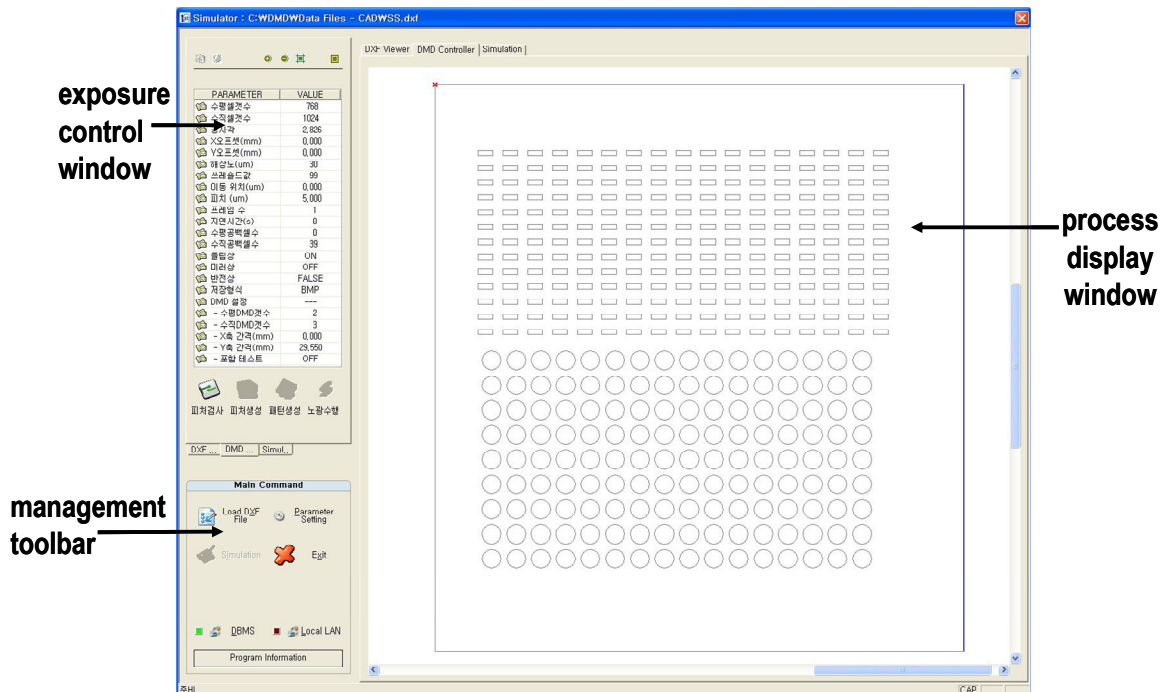 Simulator : C:₩DMD₩Data Files - CAD₩SS.dxf
DXF Viewer DMD Controller Simulation
exposure
control
window
PARAMETER VALUE
수평셀갯수 768
수직셀갯수 1024
2,826
X오프셋(mm) 0,000
Y오프셋(mm) 0,000
해상도(um) 30
쓰레숄드값 99
이동 위치(um) 0,000
피치 (um) 5,000
프레임 수 1
지연시간(s) 0
수평공백셀수 0
수직공백셀수 39
플립상 ON
미러상 OFF
반전상 FALSE
저장형식 BMP
DMD 설정 ---
- 수평DMD갯수 2
- 수직DMD갯수 3
- X축 간격(mm) 0,000
- Y축 간격(mm) 29,550
- 포함 테스트 OFF
피처검사 피처생성 패턴생성 노광수행
DXF ... DMD ... Simul..
process
display
window
management
toolbar
Main Command
Load DXF File
Parameter Setting
Simulation Exit
DBMS Local LAN
Program Information
준비 CAP